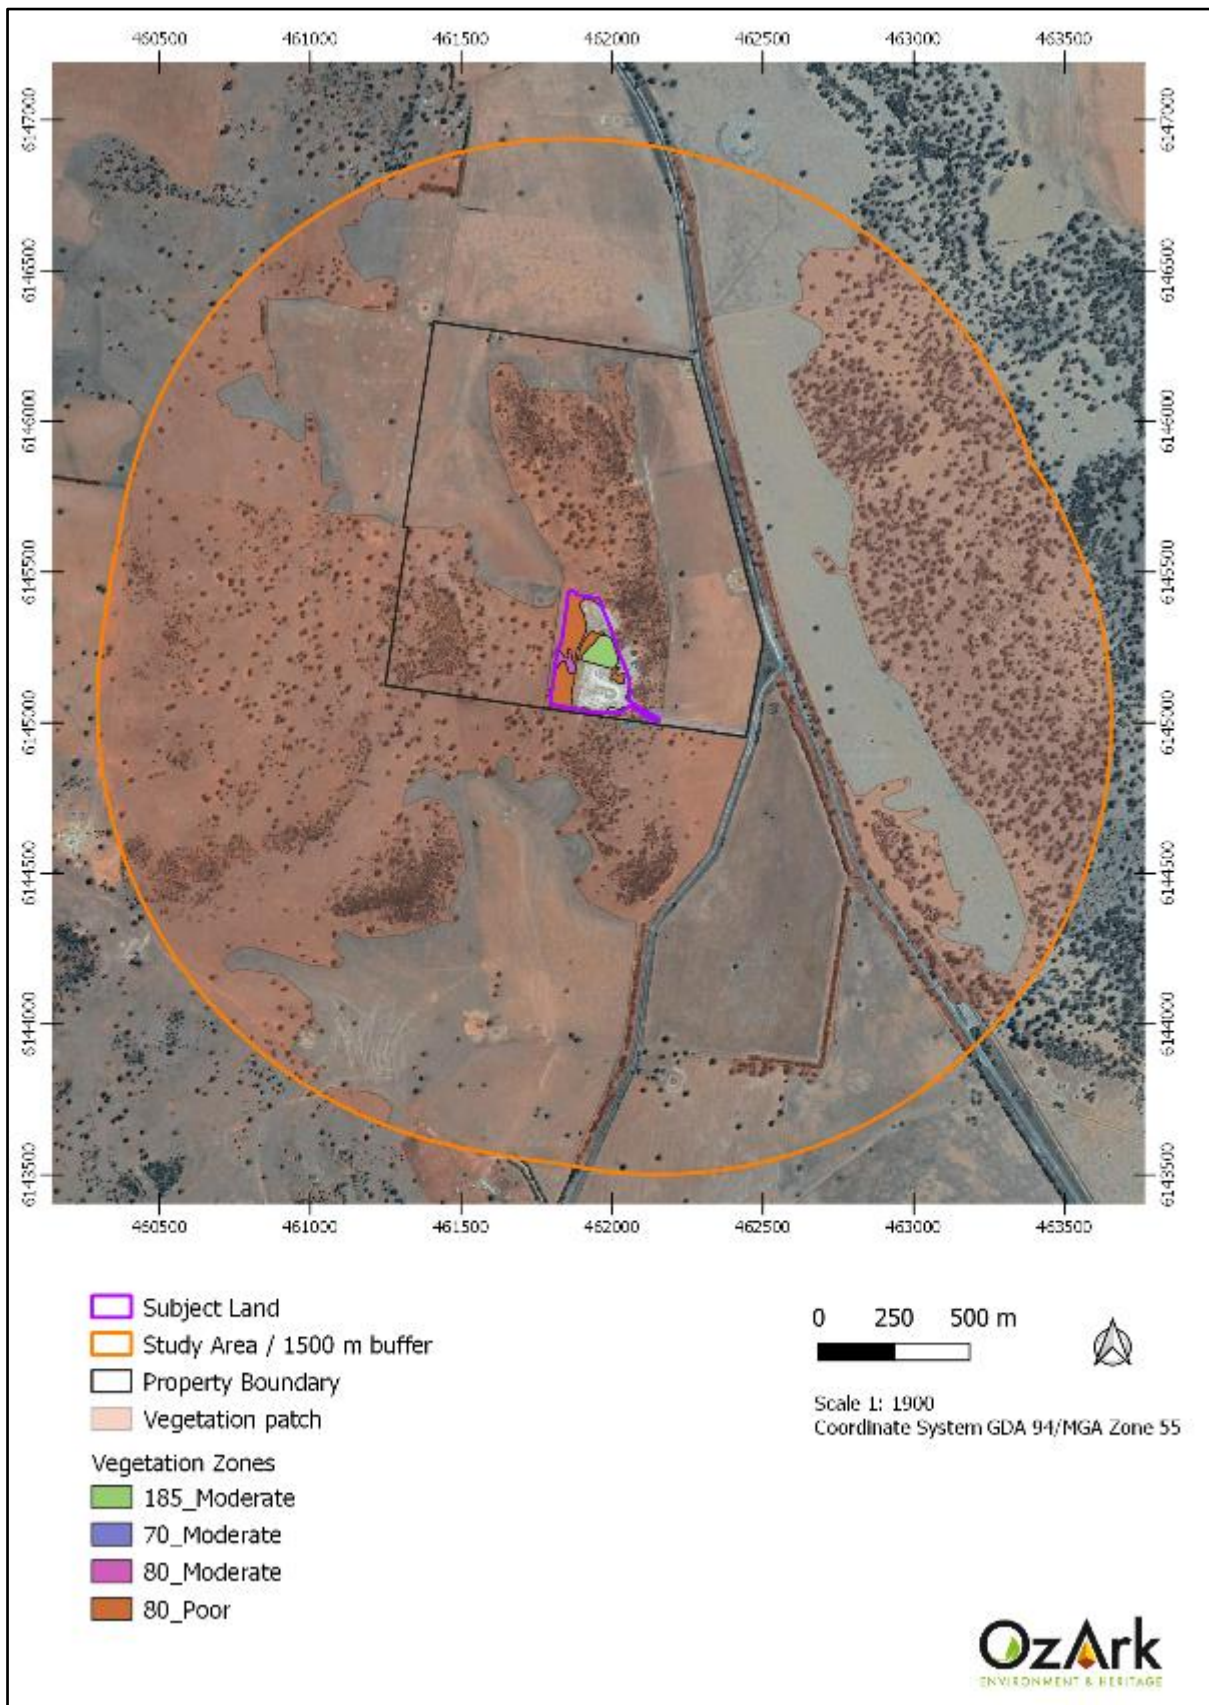 460500 461000 461500 462000 462500 463000 463500
6147000 6147000
6146500 6146500
6146000 6146000
6145500 6145500
6145000 6145000
6144500 6144500
6144000 6144000
6143500 6143500
460500 461000 461500 462000 462500 463000 463500
Subject Land
Study Area / 1500 m buffer
Property Boundary
Vegetation patch
Vegetation Zones
185_Moderate
70_Moderate
80_Moderate
80_Poor
0 250 500 m
Scale 1: 1900
Coordinate System GDA 94/MGA Zone 55
OzArk
ENVIRONMENT & HERITAGE